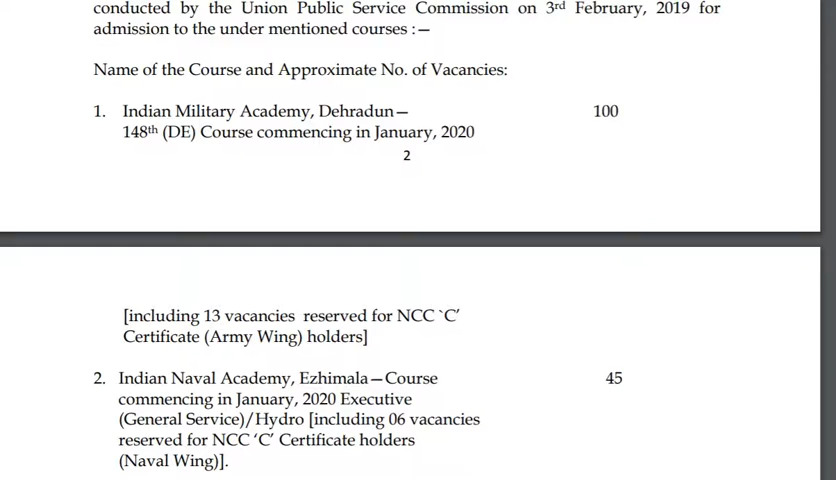 conducted by the Union Public Service Commission on 3rd February, 2019 for
admission to the under mentioned courses :—
Name of the Course and Approximate No. of Vacancies:
1. Indian Military Academy, Dehradun— 100
148th (DE) Course commencing in January, 2020
2
[including 13 vacancies reserved for NCC `C’
Certificate (Army Wing) holders]
2. Indian Naval Academy, Ezhimala—Course 45
commencing in January, 2020 Executive
(General Service)/Hydro [including 06 vacancies
reserved for NCC ‘C’ Certificate holders
(Naval Wing)].